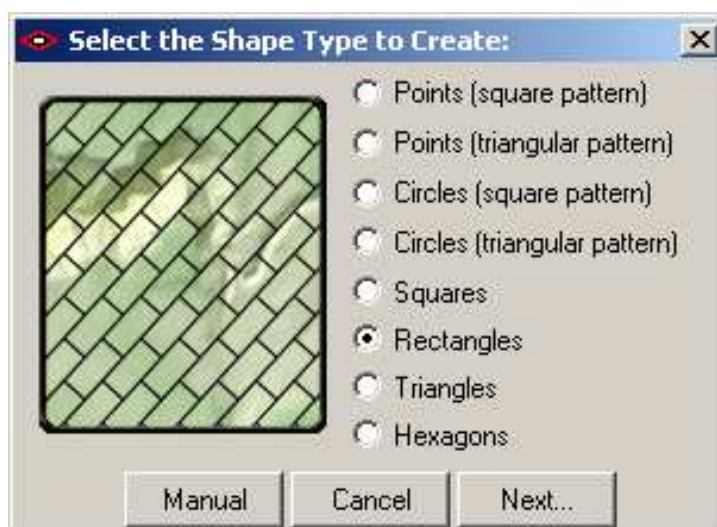 Select the Shape Type to Create:
Points (square pattern)
Points (triangular pattern)
Circles (square pattern)
Circles (triangular pattern)
Squares
Rectangles
Triangles
Hexagons
Manual Cancel Next...